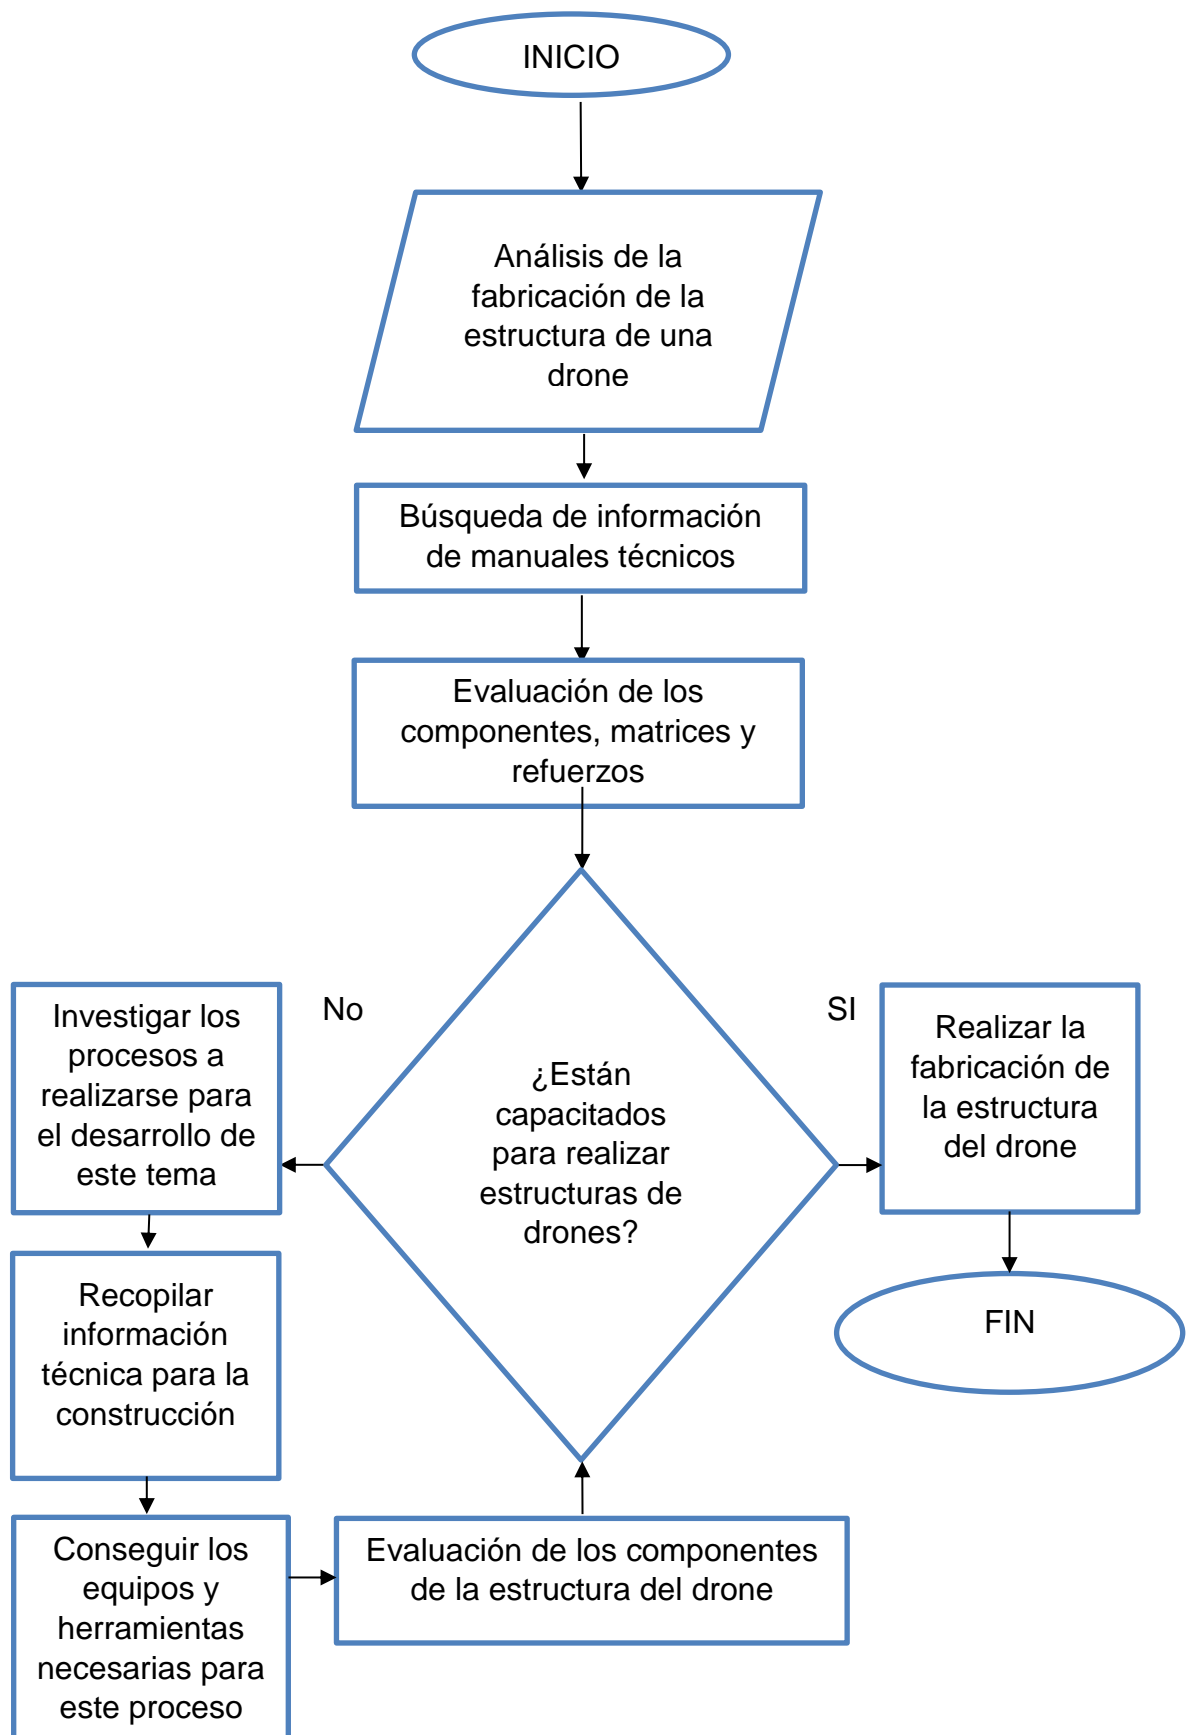 INICIO
Análisis de la
fabricación de la
estructura de una
drone
Búsqueda de información
de manuales técnicos
Evaluación de los
componentes, matrices y
refuerzos
¿Están
capacitados
para realizar
estructuras de
drones?
No
Investigar los
procesos a
realizarse para
el desarrollo de
este tema
Recopilar
información
técnica para la
construcción
Conseguir los
equipos y
herramientas
necesarias para
este proceso
Evaluación de los componentes
de la estructura del drone
SI
Realizar la
fabricación de
la estructura
del drone
FIN